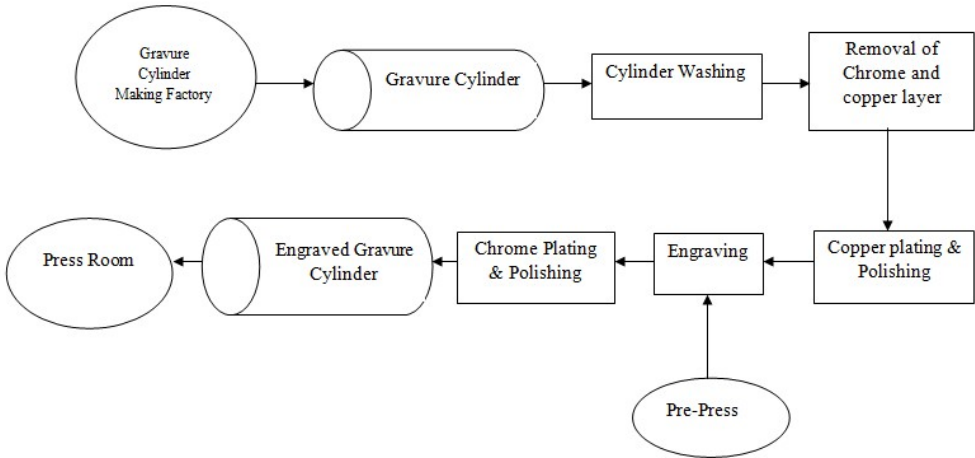 Gravure
Cylinder
Making Factory
Gravure Cylinder
Cylinder Washing
Removal of
Chrome and
copper layer
Press Room
Engraved Gravure
Cylinder
Chrome Plating
& Polishing
Engraving
Copper plating &
Polishing
Pre-Press